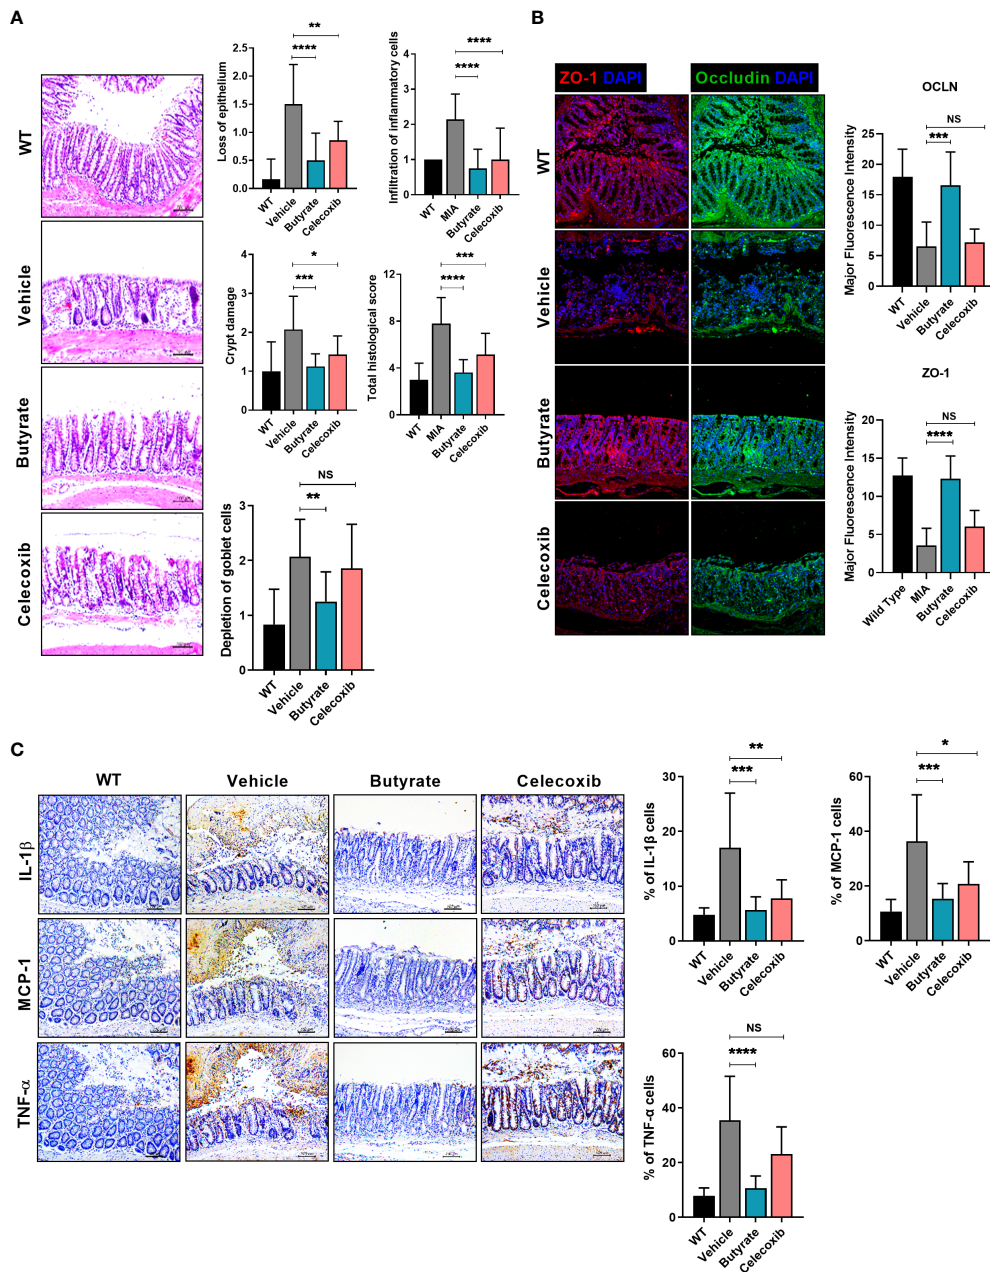 A
WT
Vehicle
Butyrate
Celecoxib
Loss of epithelium
2.5
2.0
1.5
1.0
0.5
0.0
**
****
WT
Vehicle
Butyrate
Celecoxib
Infiltration of inflammatory cells
4
3
2
1
0
****
****
WT
MIA
Butyrate
Celecoxib
Crypt damage
4
3
2
1
0
*
***
WT
Vehicle
Butyrate
Celecoxib
Total histological score
12
8
4
0
***
****
WT
MIA
Butyrate
Celecoxib
Depletion of goblet cells
3
2
1
0
NS
**
WT
Vehicle
Butyrate
Celecoxib
B
ZO-1 DAPI
Occludin DAPI
WT
Vehicle
Butyrate
Celecoxib
OCLN
Major Fluorescence Intensity
25
20
15
10
5
0
NS
***
WT
Vehicle
Butyrate
Celecoxib
ZO-1
Major Fluorescence Intensity
20
15
10
5
0
NS
****
Wild Type
MIA
Butyrate
Celecoxib
C
WT
Vehicle
Butyrate
Celecoxib
IL-1β
MCP-1
TNF-α
% of IL-1β cells
30
20
10
0
**
***
WT
Vehicle
Butyrate
Celecoxib
% of MCP-1 cells
60
40
20
0
*
***
WT
Vehicle
Butyrate
Celecoxib
% of TNF-α cells
60
40
20
0
NS
****
WT
Vehicle
Butyrate
Celecoxib